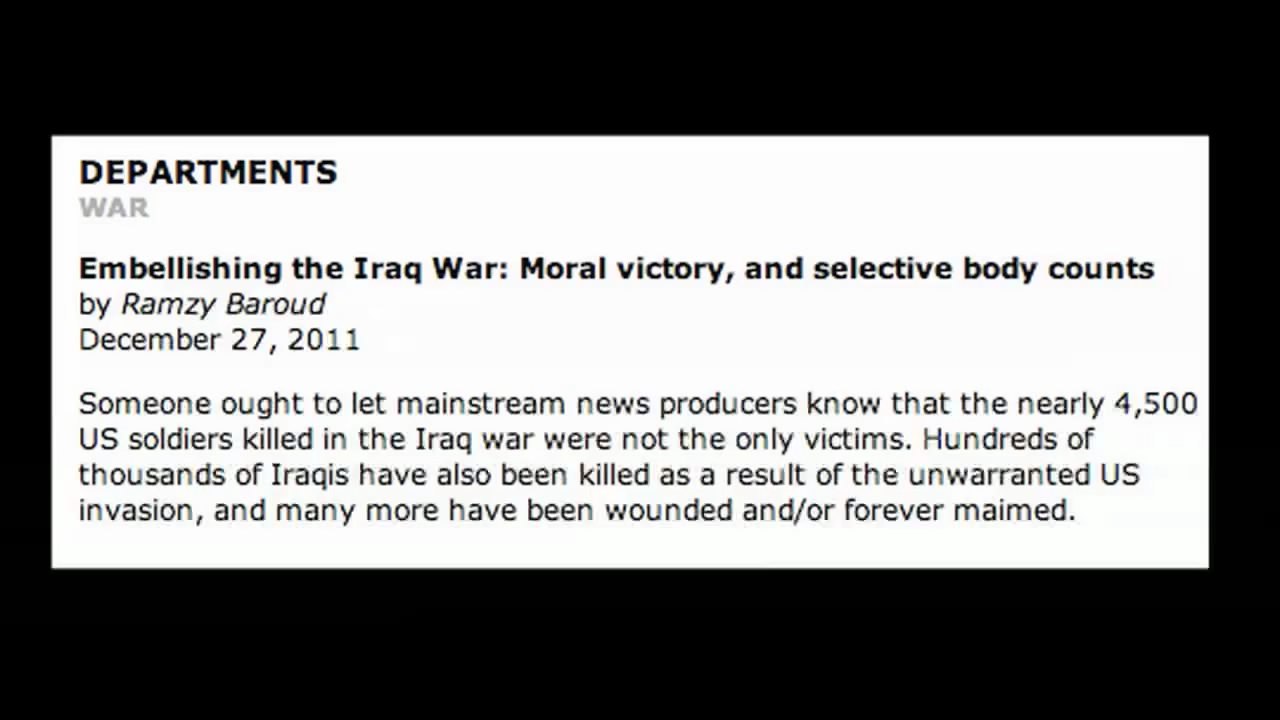 DEPARTMENTS
WAR
Embellishing the Iraq War: Moral victory, and selective body counts
by Ramzy Baroud
December 27, 2011
Someone ought to let mainstream news producers know that the nearly 4,500
US soldiers killed in the Iraq war were not the only victims. Hundreds of
thousands of Iraqis have also been killed as a result of the unwarranted US
invasion, and many more have been wounded and/or forever maimed.